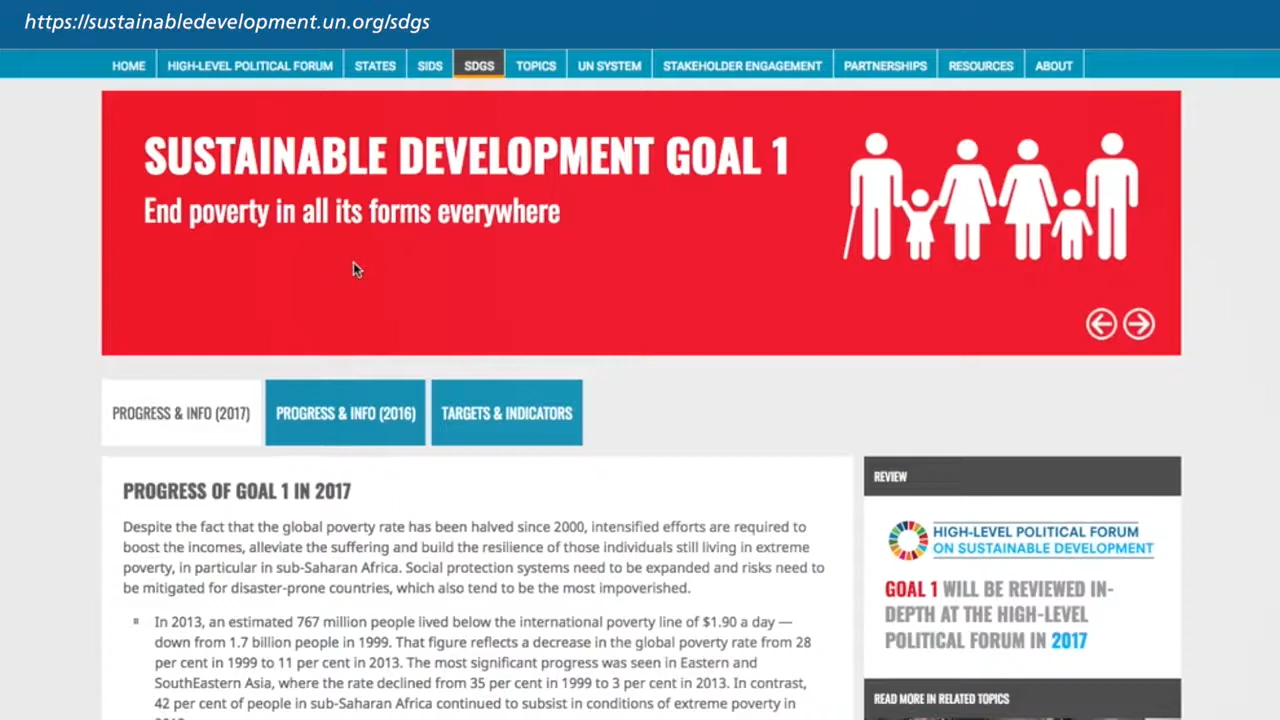 https://sustainabledevelopment.un.org/sdgs
HOME HIGH-LEVEL POLITICAL FORUM STATES SIDS SDGS TOPICS UN SYSTEM STAKEHOLDER ENGAGEMENT PARTNERSHIPS RESOURCES ABOUT
SUSTAINABLE DEVELOPMENT GOAL 1
End poverty in all its forms everywhere
PROGRESS & INFO (2017) PROGRESS & INFO (2016) TARGETS & INDICATORS
PROGRESS OF GOAL 1 IN 2017
Despite the fact that the global poverty rate has been halved since 2000, intensified efforts are required to
boost the incomes, alleviate the suffering and build the resilience of those individuals still living in extreme
poverty, in particular in sub-Saharan Africa. Social protection systems need to be expanded and risks need to
be mitigated for disaster-prone countries, which also tend to be the most impoverished.
In 2013, an estimated 767 million people lived below the international poverty line of $1.90 a day —
down from 1.7 billion people in 1999. That figure reflects a decrease in the global poverty rate from 28
per cent in 1999 to 11 per cent in 2013. The most significant progress was seen in Eastern and
SouthEastern Asia, where the rate declined from 35 per cent in 1999 to 3 per cent in 2013. In contrast,
42 per cent of people in sub-Saharan Africa continued to subsist in conditions of extreme poverty in
REVIEW
HIGH-LEVEL POLITICAL FORUM
ON SUSTAINABLE DEVELOPMENT
GOAL 1 WILL BE REVIEWED IN-
DEPTH AT THE HIGH-LEVEL
POLITICAL FORUM IN 2017
READ MORE IN RELATED TOPICS